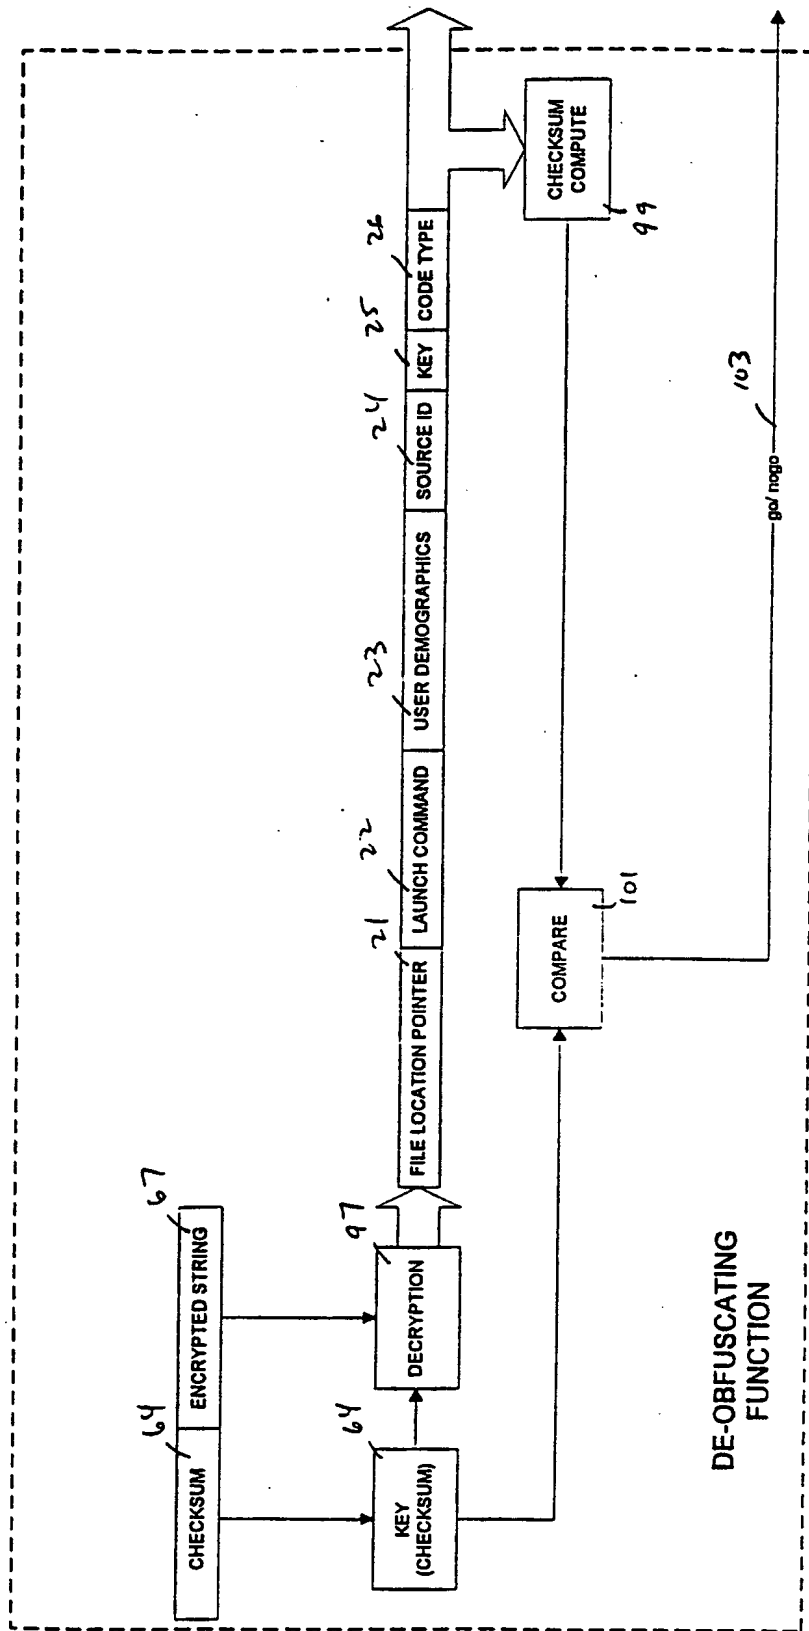 64
67
CHECKSUM
ENCRYPTED STRING
64
97
KEY
(CHECKSUM)
DECRYPTION
21
22
23
24
25
26
FILE LOCATION POINTER
LAUNCH COMMAND
USER DEMOGRAPHICS
SOURCE ID
KEY
CODE TYPE
COMPARE
101
CHECKSUM
COMPUTE
99
103
go/ nogo
DE-OBFUSCATING
FUNCTION